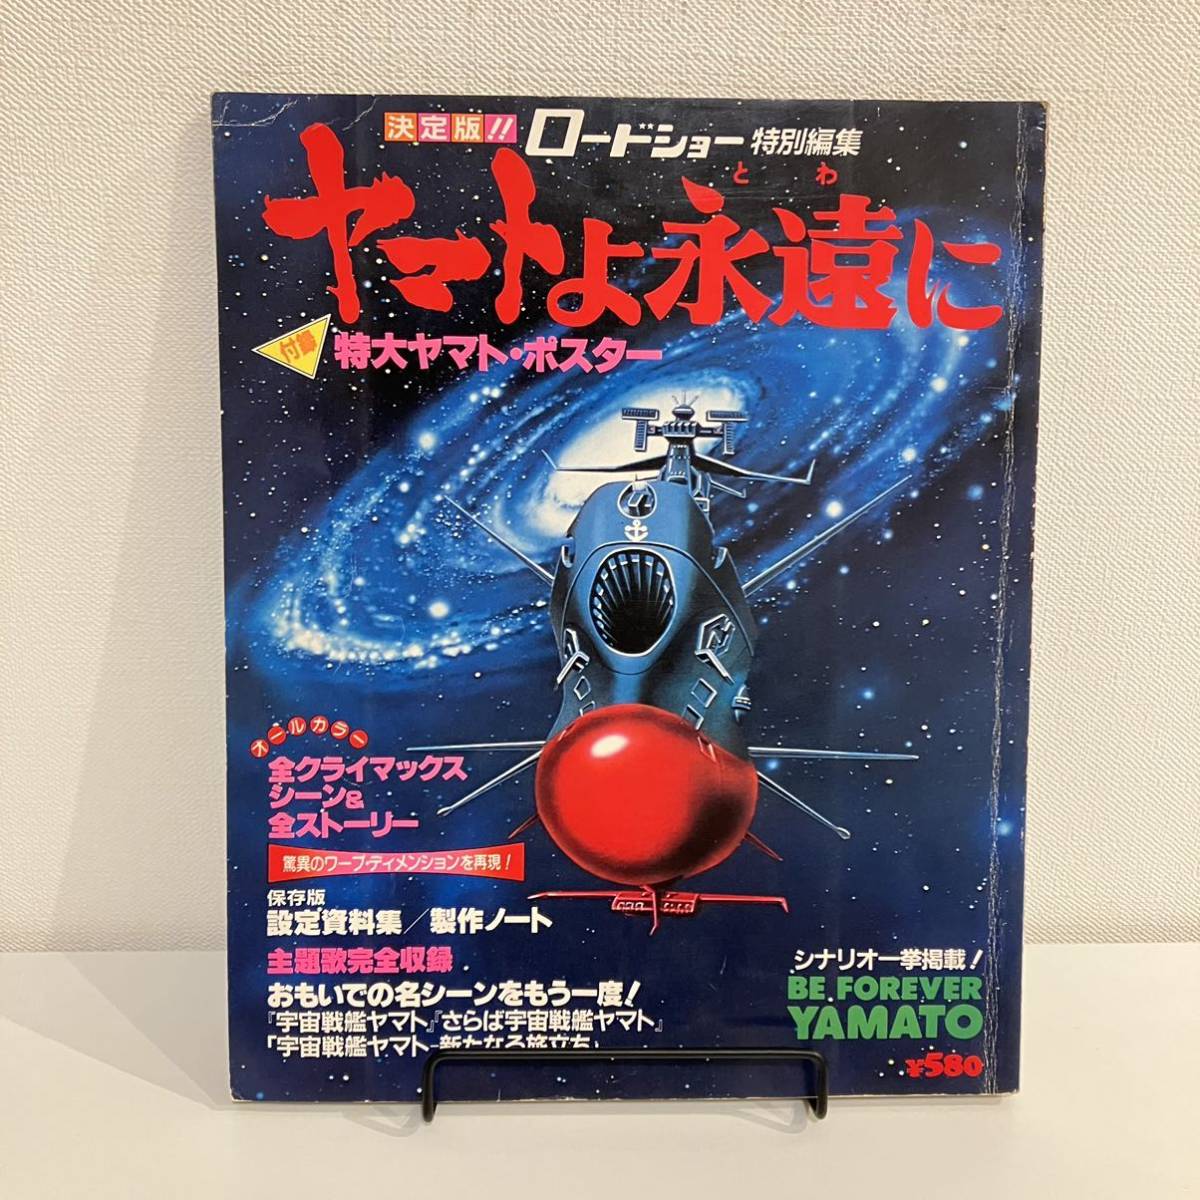 決定版!! ロードショー 特別編集
とわ
ヤマトよ永遠に
付録 特大ヤマト・ポスター
オールカラー
全クライマックス
シーン&
全ストーリー
驚異のワープ・ディメンションを再現!
保存版
設定資料集/製作ノート
主題歌完全収録
おもいでの名シーンをもう一度!
『宇宙戦艦ヤマト』『さらば宇宙戦艦ヤマト』
「宇宙戦艦ヤマト-新たなる旅立ち」
シナリオ一挙掲載!
BE FOREVER
YAMATO
¥580